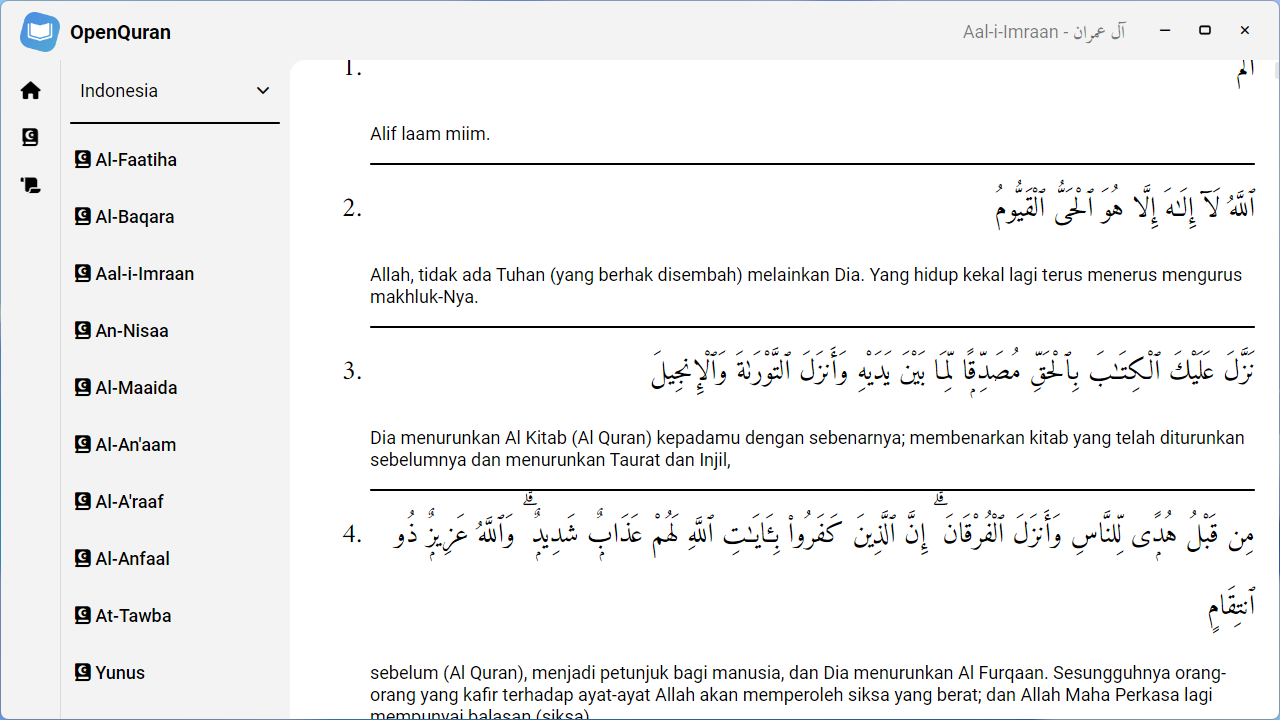 OpenQuran
Aal-i-Imraan - آل عمران
Indonesia
Al-Faatiha
Al-Baqara
Aal-i-Imraan
An-Nisaa
Al-Maaida
Al-An'aam
Al-A'raaf
Al-Anfaal
At-Tawba
Yunus
1.
الم
Alif laam miim.
2.
ٱللَّهُ لَآ إِلَـٰهَ إِلَّا هُوَ ٱلْحَىُّ ٱلْقَيُّومُ
Allah, tidak ada Tuhan (yang berhak disembah) melainkan Dia. Yang hidup kekal lagi terus menerus mengurus
makhluk-Nya.
3.
نَزَّلَ عَلَيْكَ ٱلْكِتَـٰبَ بِٱلْحَقِّ مُصَدِّقًۭا لِّمَا بَيْنَ يَدَيْهِ وَأَنزَلَ ٱلتَّوْرَىٰةَ وَٱلْإِنجِيلَ
Dia menurunkan Al Kitab (Al Quran) kepadamu dengan sebenarnya; membenarkan kitab yang telah diturunkan
sebelumnya dan menurunkan Taurat dan Injil,
4.
مِن قَبْلُ هُدًۭى لِّلنَّاسِ وَأَنزَلَ ٱلْفُرْقَانَ ۗ إِنَّ ٱلَّذِينَ كَفَرُوا۟ بِـَٔايَـٰتِ ٱللَّهِ لَهُمْ عَذَابٌۭ شَدِيدٌۭ ۗ وَٱللَّهُ عَزِيزٌۭ ذُو
ٱنتِقَامٍ
sebelum (Al Quran), menjadi petunjuk bagi manusia, dan Dia menurunkan Al Furqaan. Sesungguhnya orang-
orang yang kafir terhadap ayat-ayat Allah akan memperoleh siksa yang berat; dan Allah Maha Perkasa lagi
mempunyai balasan (siksa)